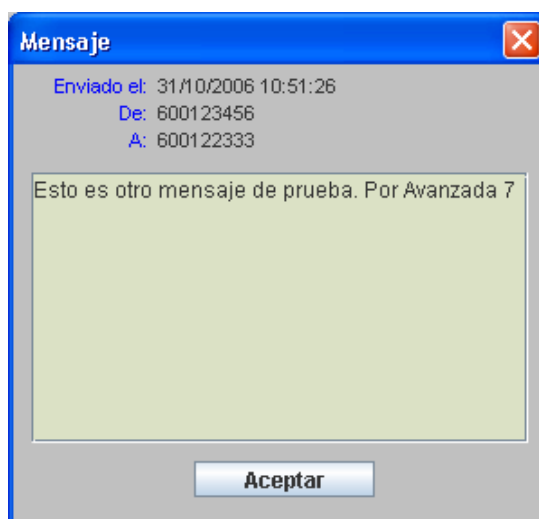 Mensaje
Enviado el: 31/10/2006 10:51:26
De: 600123456
A: 600122333
Esto es otro mensaje de prueba. Por Avanzada 7
Aceptar